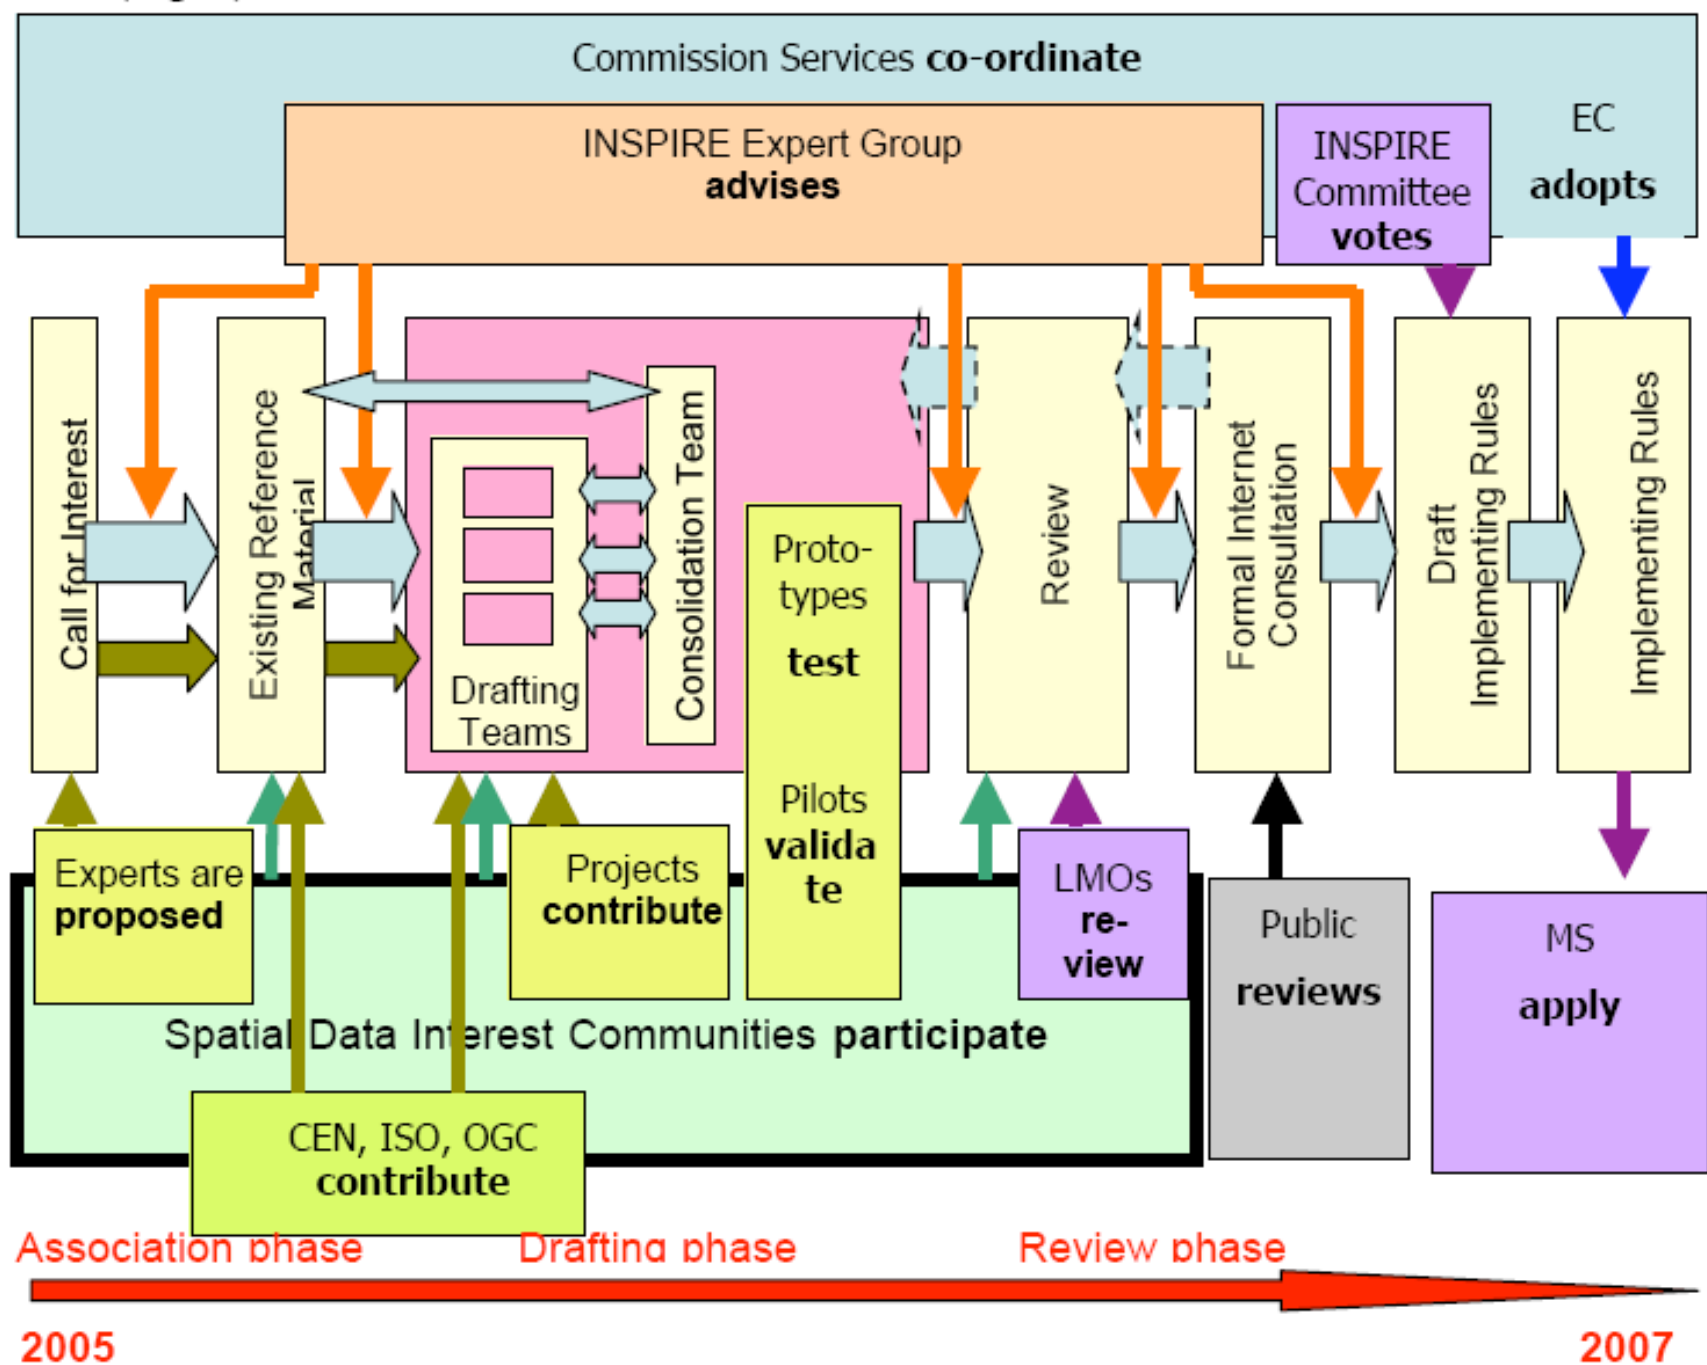 Commission Services co-ordinate
INSPIRE Expert Group
advises
INSPIRE
Committee
votes
EC
adopts
Call for Interest
Existing Reference
Material
Drafting
Teams
Consolidation Team
Proto-
types
test
Pilots
valida
te
Review
Formal Internet
Consultation
Draft
Implementing Rules
Implementing Rules
Experts are
proposed
Projects
contribute
LMOs
re-
view
Public
reviews
MS
apply
Spatial Data Interest Communities participate
CEN, ISO, OGC
contribute
Association phase
Drafting phase
Review phase
2005
2007